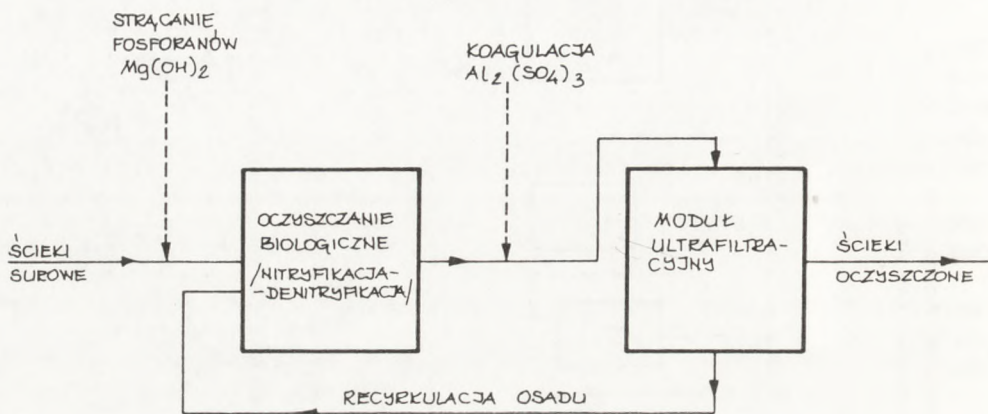 STRĄCANIE
FOSFORANÓW
Mg(OH)2
KOAGULACJA
Al2(SO4)3
ŚCIEKI
SUROWE
OCZYSZCZANIE
BIOLOGICZNE
/NITRYFIKACJA-
-DENITRYFIKACJA/
MODUŁ
ULTRAFILTRA-
CYJNY
ŚCIEKI
OCZYSZCZONE
RECYRKULACJA OSADU